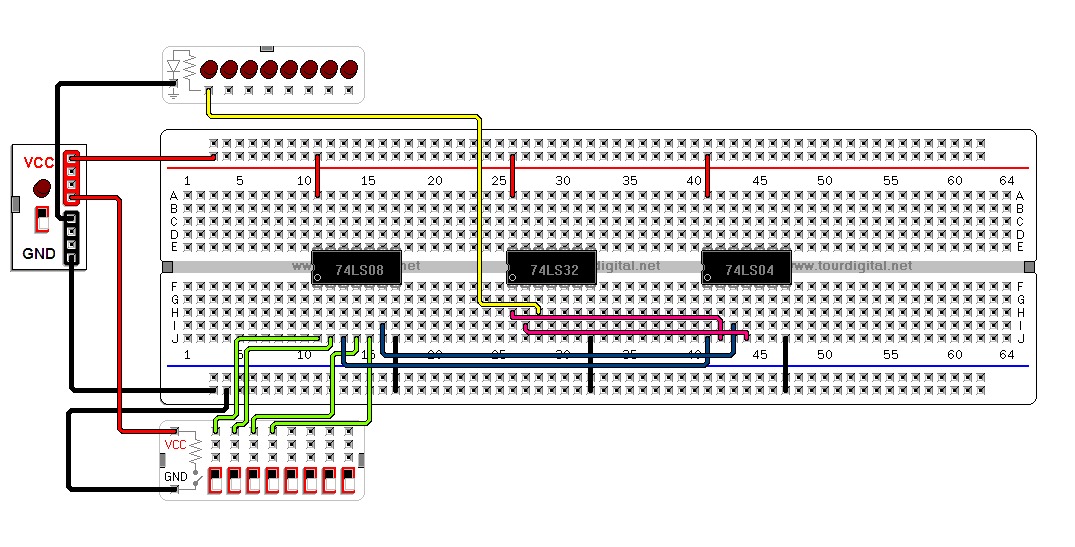 VCC
GND
1 5 10 15 20 25 30 35 40 45 50 55 60 64
A A
B B
C C
D D
E E
74LS08 74LS32 74LS04
www et www.tourdigital.net www.tourdigital.net
F F
G G
H H
I I
J J
1 5 10 15 20 25 30 35 40 45 50 55 60 64
VCC
GND